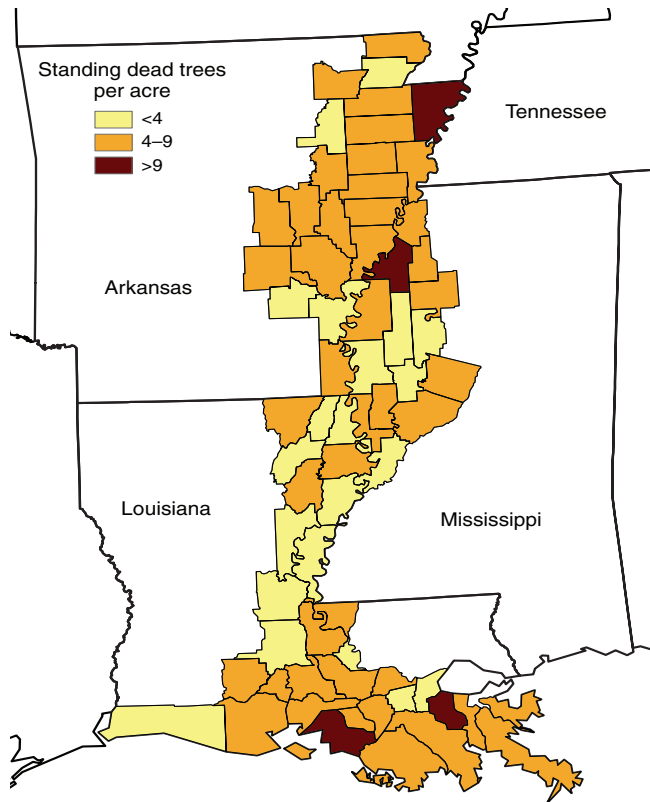 Standing dead trees
per acre
<4
4–9
>9
Tennessee
Arkansas
Louisiana
Mississippi